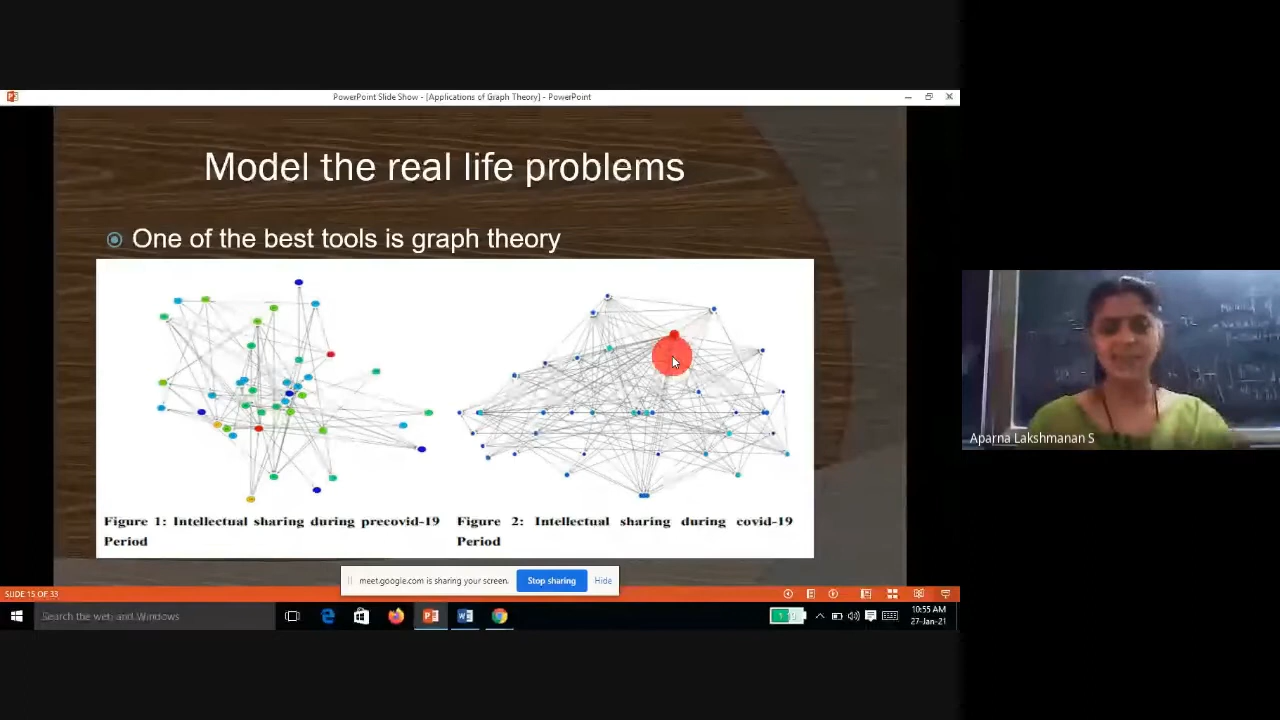 PowerPoint Slide Show - [Applications of Graph Theory] - PowerPoint
Model the real life problems
One of the best tools is graph theory
Figure 1: Intellectual sharing during precovid-19
Period
Figure 2: Intellectual sharing during covid-19
Period
Aparna Lakshmanan S
meet.google.com is sharing your screen.
Stop sharing
Hide
SLIDE 15 OF 33
Search the web and Windows
10:55 AM
27-Jan-21